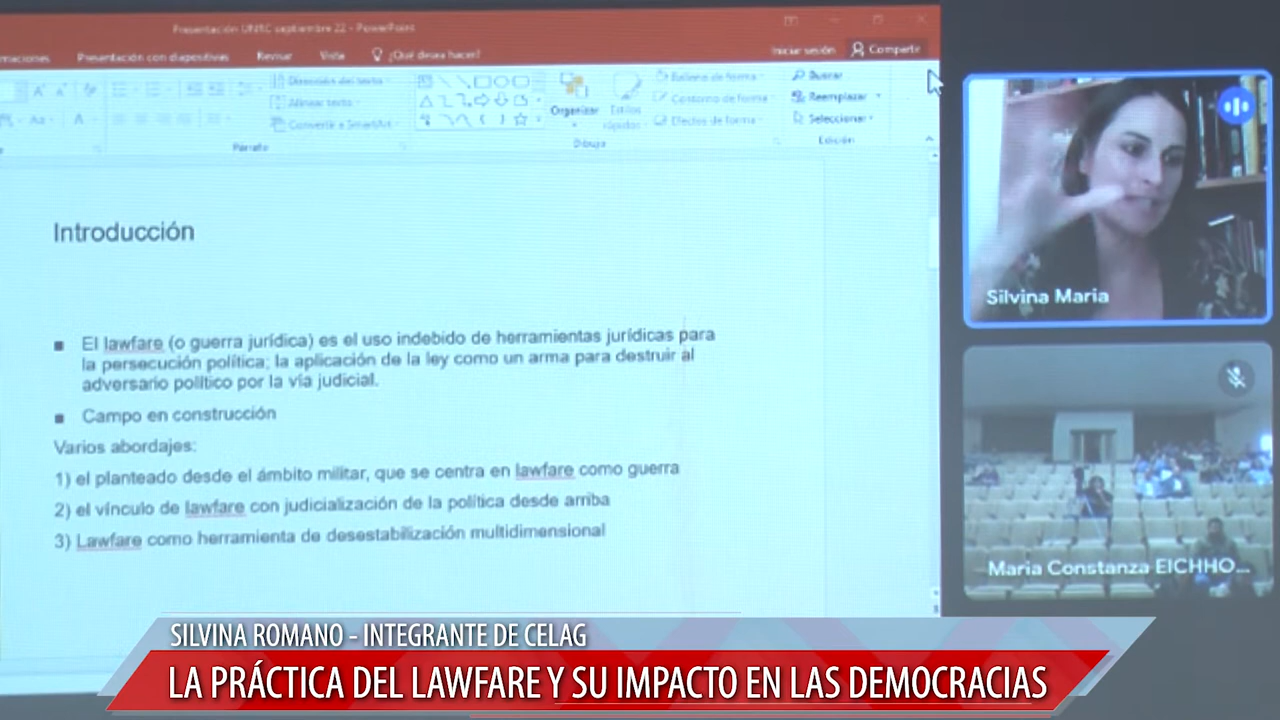 Presentación UNRC septiembre 22 - PowerPoint
maciones Presentación con diapositivas Revisar Vista ¿Qué desea hacer? Iniciar sesión Compartir
Dirección del texto Relleno de forma Buscar
Aa A Alinear texto Organizar Estilos Contorno de forma Reemplazar
Convertir a SmartArt rápidos Efectos de forma Seleccionar
Párrafo Dibujo Edición
Introducción
El lawfare (o guerra jurídica) es el uso indebido de herramientas jurídicas para
la persecución política; la aplicación de la ley como un arma para destruir al
adversario político por la vía judicial.
Campo en construcción
Varios abordajes:
1) el planteado desde el ámbito militar, que se centra en lawfare como guerra
2) el vínculo de lawfare con judicialización de la política desde arriba
3) Lawfare como herramienta de desestabilización multidimensional
Silvina Maria
Maria Constanza EICHHO...
SILVINA ROMANO - INTEGRANTE DE CELAG
LA PRÁCTICA DEL LAWFARE Y SU IMPACTO EN LAS DEMOCRACIAS